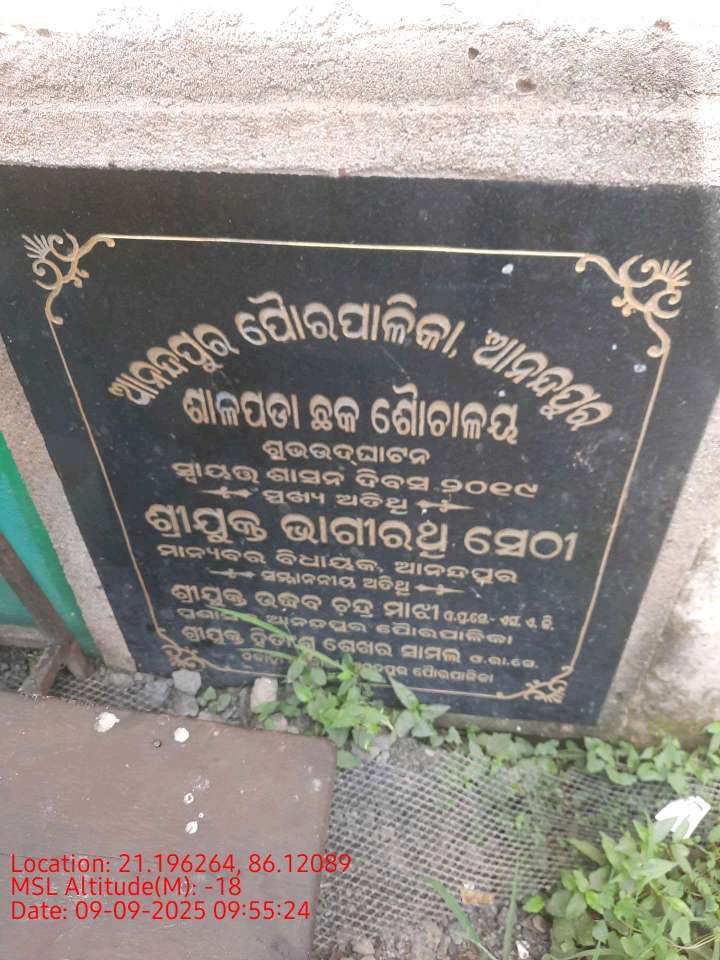 ଆନନ୍ଦପୁର ପୌରପାଳିକା, ଆନନ୍ଦପୁର
ଶାଳପଡା ଛକ ଶୌଚାଳୟ
ଶୁଭଉଦ୍‌ଘାଟନ
ସ୍ଵାୟତ୍ତ ଶାସନ ଦିବସ ୨୦୧୯
ମୁଖ୍ୟ ଅତିଥି
ଶ୍ରୀଯୁକ୍ତ ଭାଗୀରଥି ସେଠୀ
ମାନ୍ୟବର ବିଧାୟକ, ଆନନ୍ଦପୁର
ସମ୍ମାନନୀୟ ଅତିଥି
ଶ୍ରୀଯୁକ୍ତ ଉଦ୍ଧବ ଚନ୍ଦ୍ର ମାଝୀ
ଆନନ୍ଦପୁର ପୌରପାଳିକା
ଶ୍ରୀଯୁକ୍ତ ଶେଖର ସାମଲ ଓ.ଭା.ସେ.
ପୌରପାଳିକା
Location: 21.196264, 86.12089
MSL Altitude(M): -18
Date: 09-09-2025 09:55:24